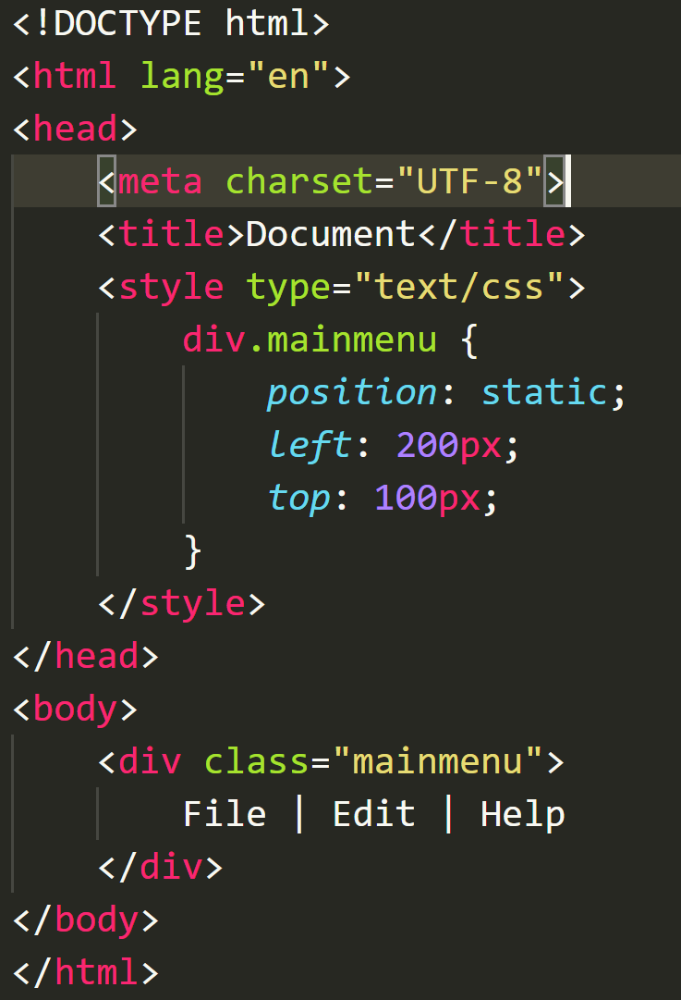 <!DOCTYPE html>
<html lang="en">
<head>
    <meta charset="UTF-8">
    <title>Document</title>
    <style type="text/css">
        div.mainmenu {
            position: static;
            left: 200px;
            top: 100px;
        }
    </style>
</head>
<body>
    <div class="mainmenu">
        File | Edit | Help
    </div>
</body>
</html>